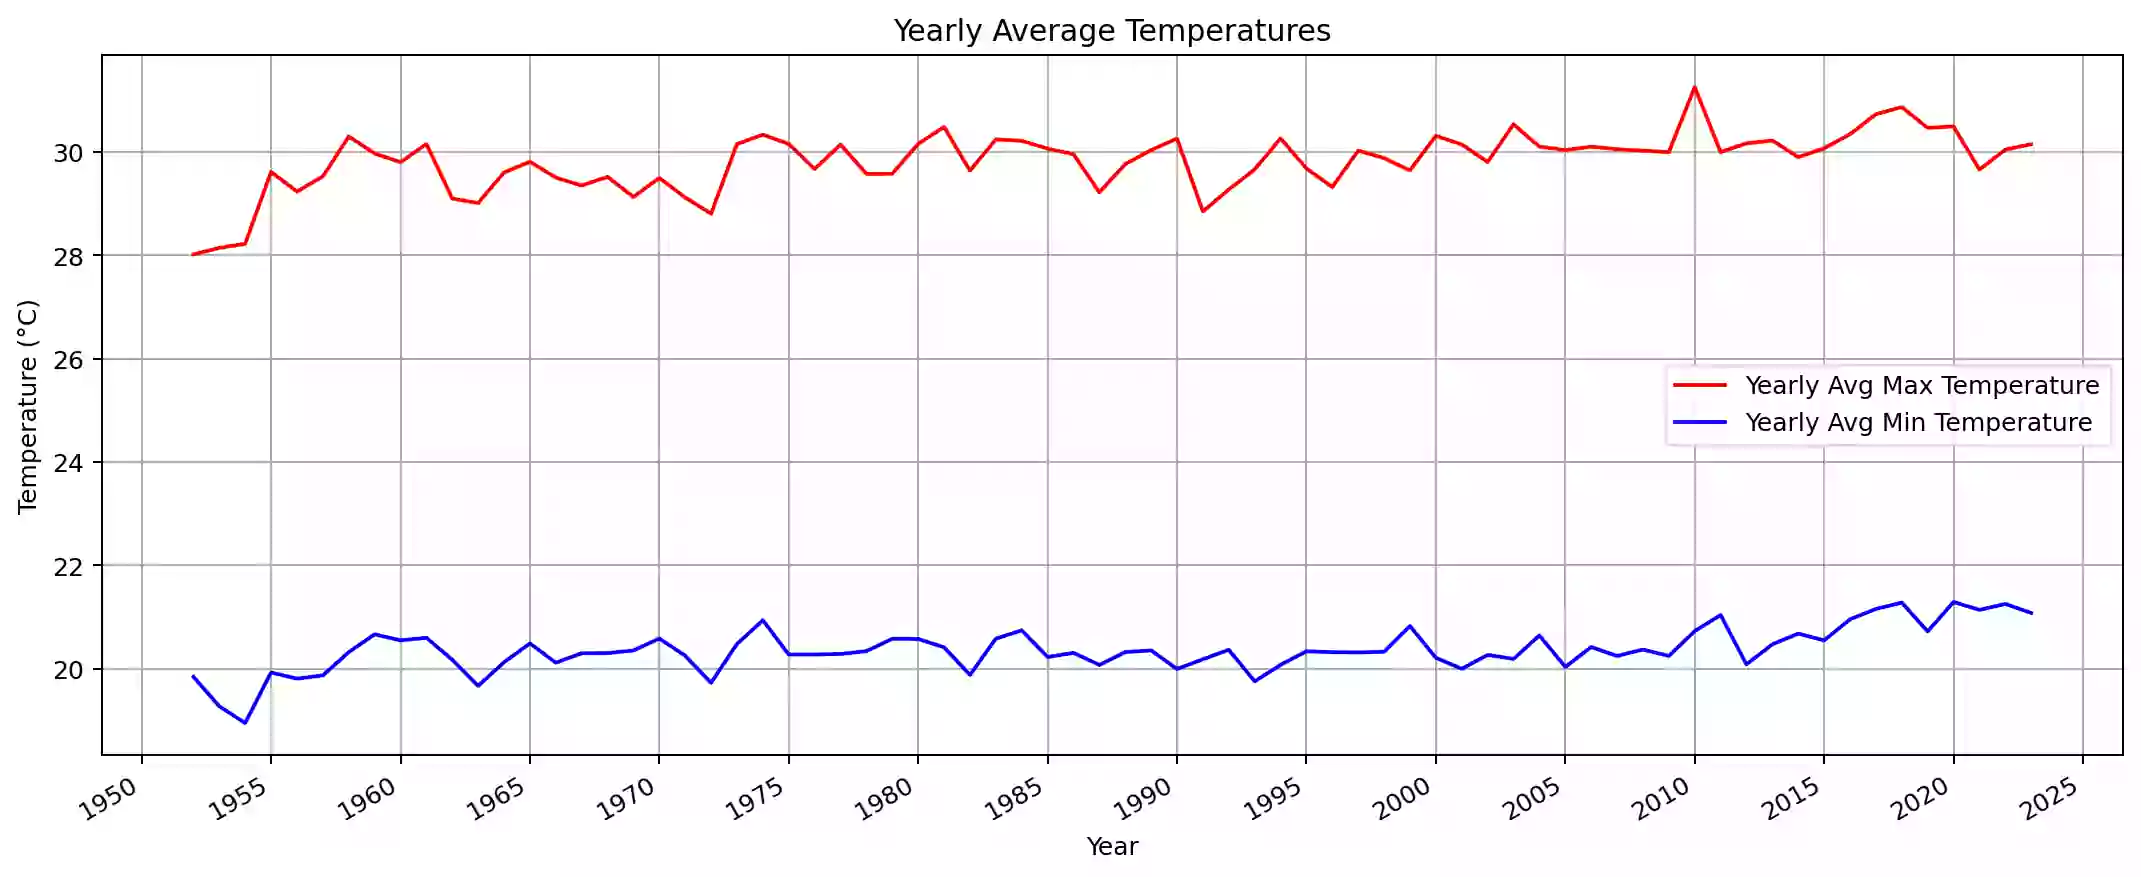 Yearly Average Temperatures
30
28
26
24
22
20
Temperature (°C)
Yearly Avg Max Temperature
Yearly Avg Min Temperature
1950 1955 1960 1965 1970 1975 1980 1985 1990 1995 2000 2005 2010 2015 2020 2025
Year